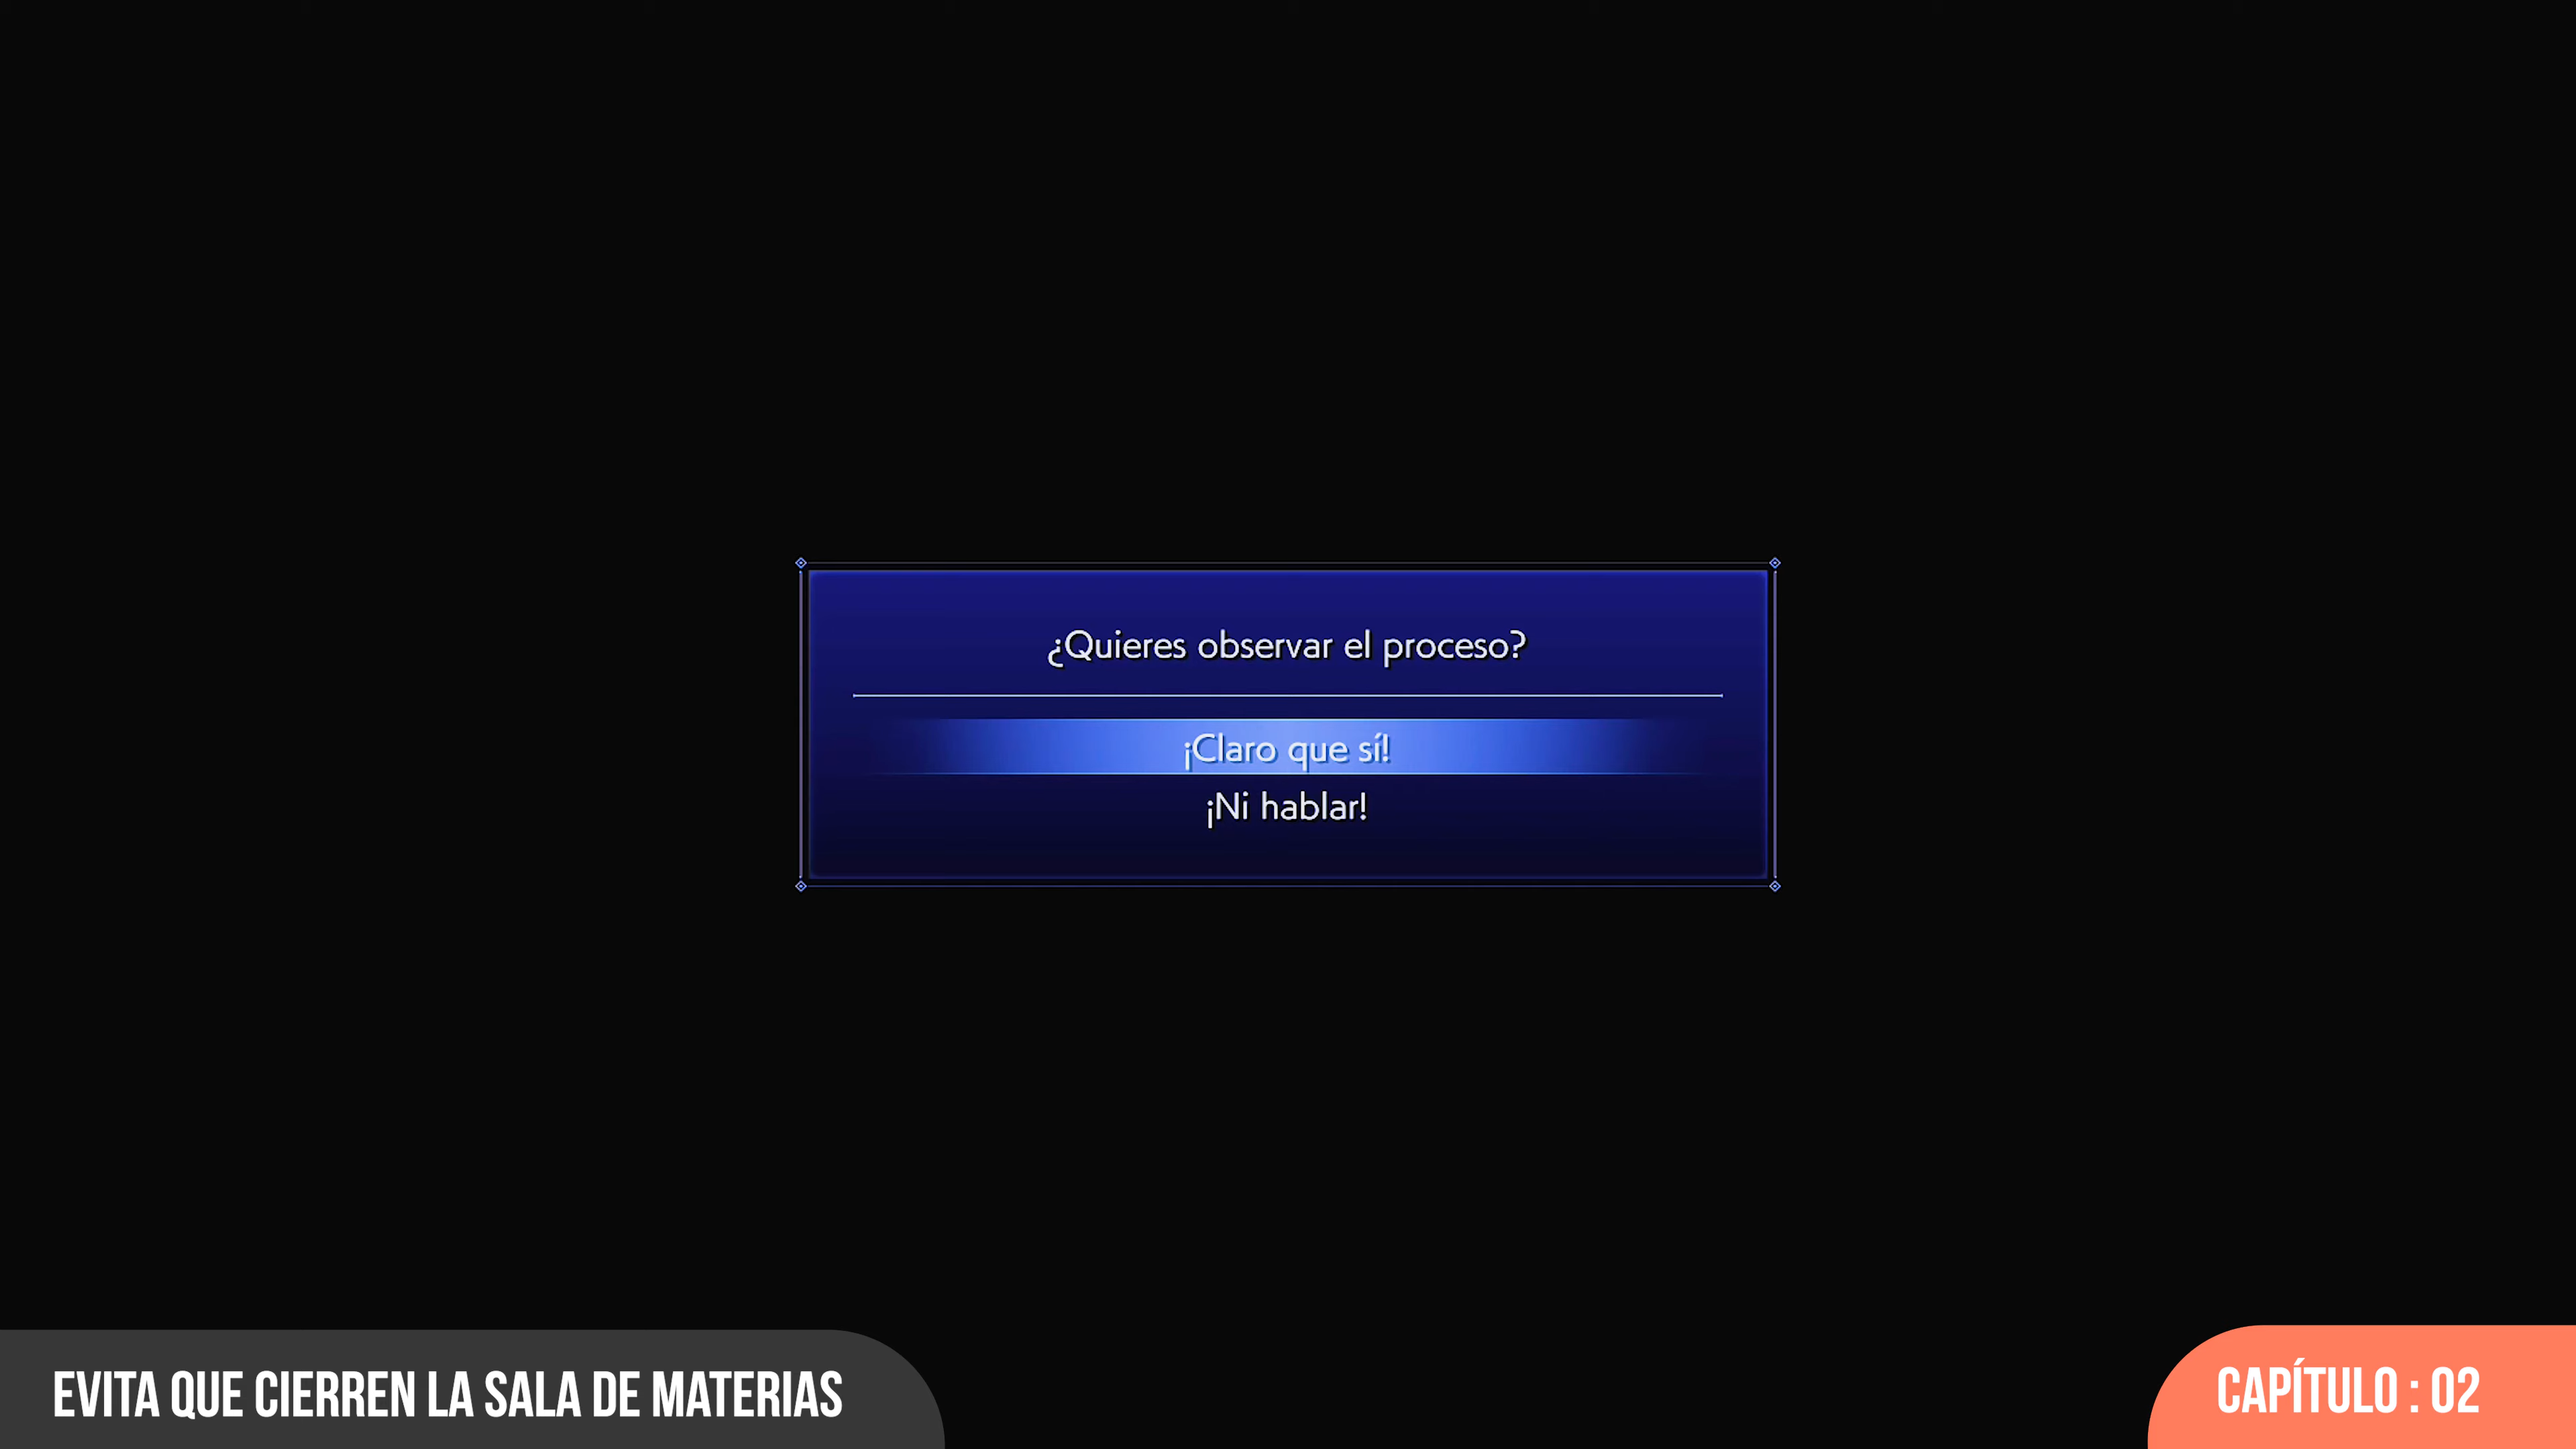 ¿Quieres observar el proceso?
¡Claro que sí!
¡Ni hablar!
EVITA QUE CIERREN LA SALA DE MATERIAS
CAPÍTULO : 02